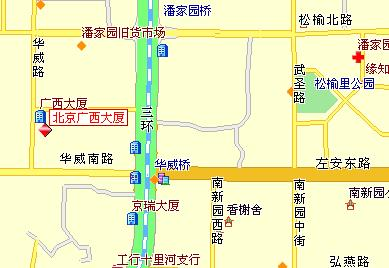 潘家园桥
松榆北路
潘家园旧货市场
潘家园
华威路
缘知
武圣路
松榆里公园
广西大厦
北京广西大厦
三环
华威南路
华威桥
左安东路
南新园西路
南新园中街
南新园
京瑞大厦
香榭舍
工行十里河支行
弘燕路